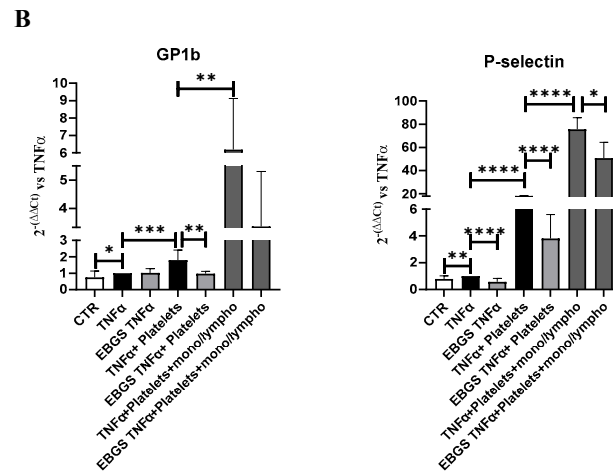 B
GP1b
2-(ΔΔCt) vs TNFα
10
9
8
7
6
5
4
3
2
1
0
*
***
**
**
CTR
TNFα
EBGS TNFα
TNFα+ Platelets
EBGS TNFα+ Platelets
TNFα+Platelets+mono/lympho
EBGS TNFα+Platelets+mono/lympho
P-selectin
2-(ΔΔCt) vs TNFα
100
80
60
40
20
6
4
2
0
**
****
****
****
****
*
CTR
TNFα
EBGS TNFα
TNFα+ Platelets
EBGS TNFα+ Platelets
TNFα+Platelets+mono/lympho
EBGS TNFα+Platelets+mono/lympho